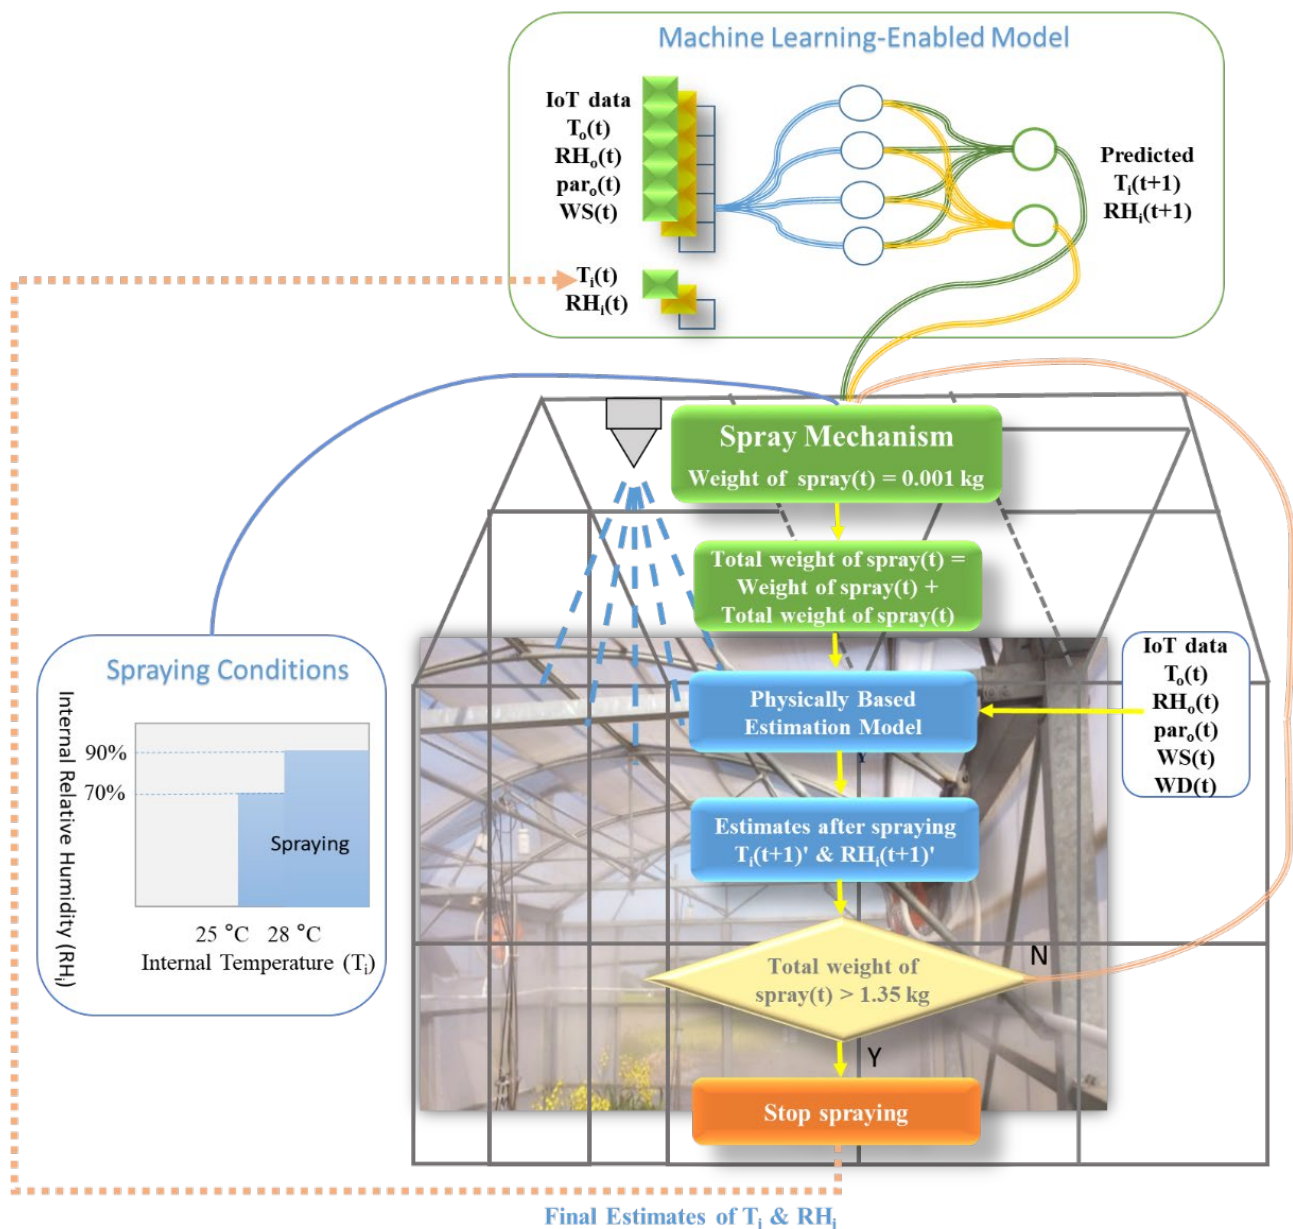 Machine Learning-Enabled Model
IoT data
T₀(t)
RH₀(t)
par₀(t)
WS(t)
Tᵢ(t)
RHᵢ(t)
Predicted
Tᵢ(t+1)
RHᵢ(t+1)
Spray Mechanism
Weight of spray(t) = 0.001 kg
Total weight of spray(t) =
Weight of spray(t) +
Total weight of spray(t)
Spraying Conditions
Internal Relative Humidity (RHᵢ)
90%
70%
Spraying
25 °C 28 °C
Internal Temperature (Tᵢ)
Physically Based
Estimation Model
IoT data
T₀(t)
RH₀(t)
par₀(t)
WS(t)
WD(t)
Y
Estimates after spraying
Tᵢ(t+1)' & RHᵢ(t+1)'
Total weight of
spray(t) > 1.35 kg
N
Y
Stop spraying
Final Estimates of Tᵢ & RHᵢ